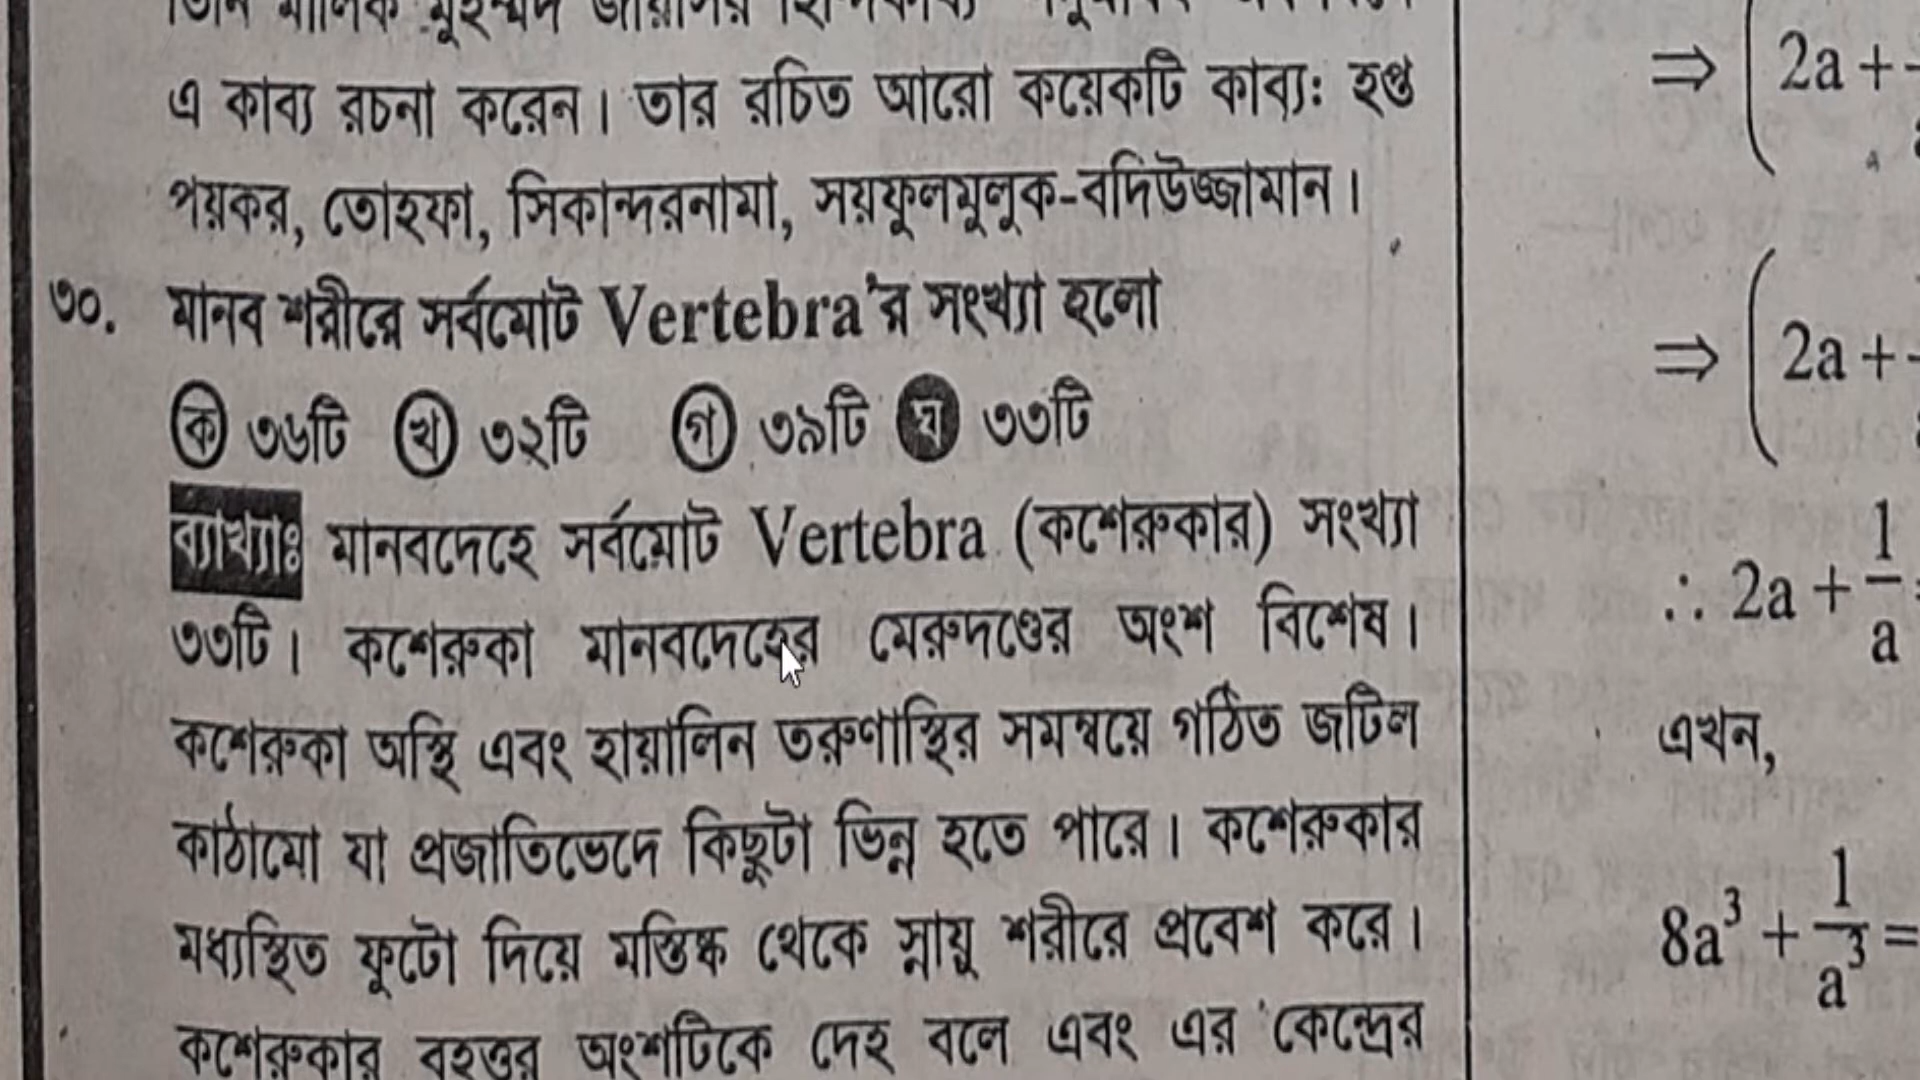 এ কাব্য রচনা করেন। তার রচিত আরো কয়েকটি কাব্য: হপ্ত
পয়কর, তোহফা, সিকান্দরনামা, সয়ফুলমুলুক-বদিউজ্জামান।
৩০. মানব শরীরে সর্বমোট Vertebra'র সংখ্যা হলো
ক ৩৬টি খ ৩২টি গ ৩৯টি ঘ ৩৩টি
ব্যাখ্যাঃ মানবদেহে সর্বমোট Vertebra (কশেরুকার) সংখ্যা
৩৩টি। কশেরুকা মানবদেহের মেরুদণ্ডের অংশ বিশেষ।
কশেরুকা অস্থি এবং হায়ালিন তরুণাস্থির সমন্বয়ে গঠিত জটিল
কাঠামো যা প্রজাতিভেদে কিছুটা ভিন্ন হতে পারে। কশেরুকার
মধ্যস্থিত ফুটো দিয়ে মস্তিষ্ক থেকে স্নায়ু শরীরে প্রবেশ করে।
কশেরুকার বৃহত্তর অংশটিকে দেহ বলে এবং এর কেন্দ্রের
⇒ (2a +
⇒ (2a +
∴ 2a + 1/a
এখন,
8a³ + 1/a³ =